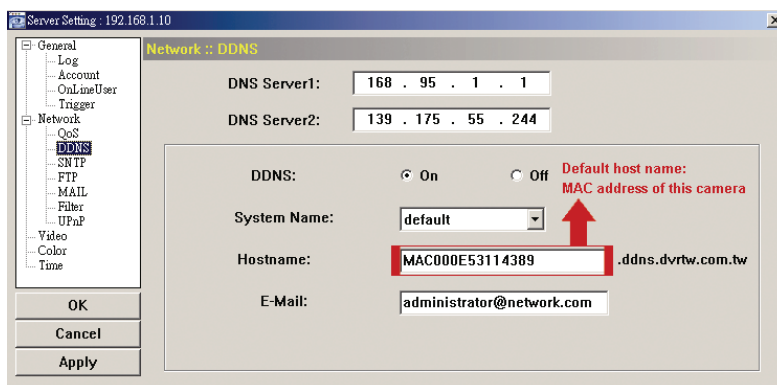 Server Setting : 192.168.1.10
General
Log
Account
OnLineUser
Trigger
Network
QoS
DDNS
SNTP
FTP
MAIL
Filter
UPnP
Video
Color
Time
OK
Cancel
Apply
Network :: DDNS
DNS Server1: 168 . 95 . 1 . 1
DNS Server2: 139 . 175 . 55 . 244
DDNS: On Off
Default host name:
MAC address of this camera
System Name: default
Hostname: MAC000E53114389 .ddns.dvrtw.com.tw
E-Mail: administrator@network.com